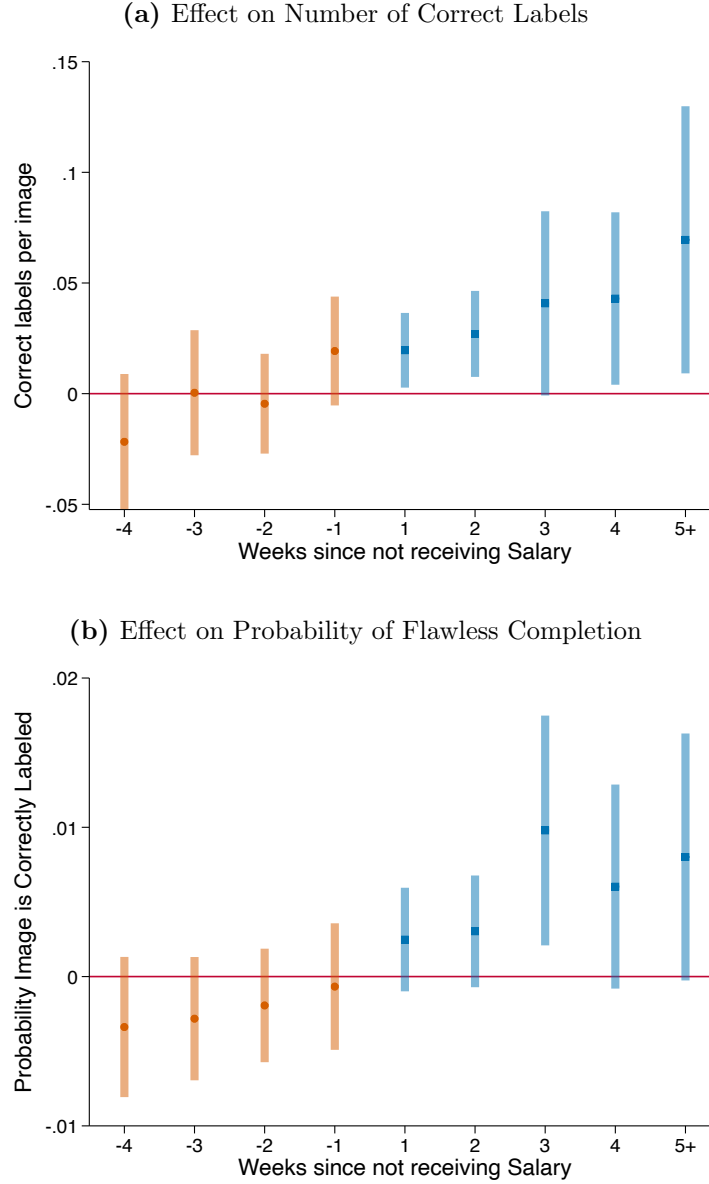 (a) Effect on Number of Correct Labels
.15
.1
.05
0
-.05
Correct labels per image
-4 -3 -2 -1 1 2 3 4 5+
Weeks since not receiving Salary
(b) Effect on Probability of Flawless Completion
.02
.01
0
-.01
Probability Image is Correctly Labeled
-4 -3 -2 -1 1 2 3 4 5+
Weeks since not receiving Salary